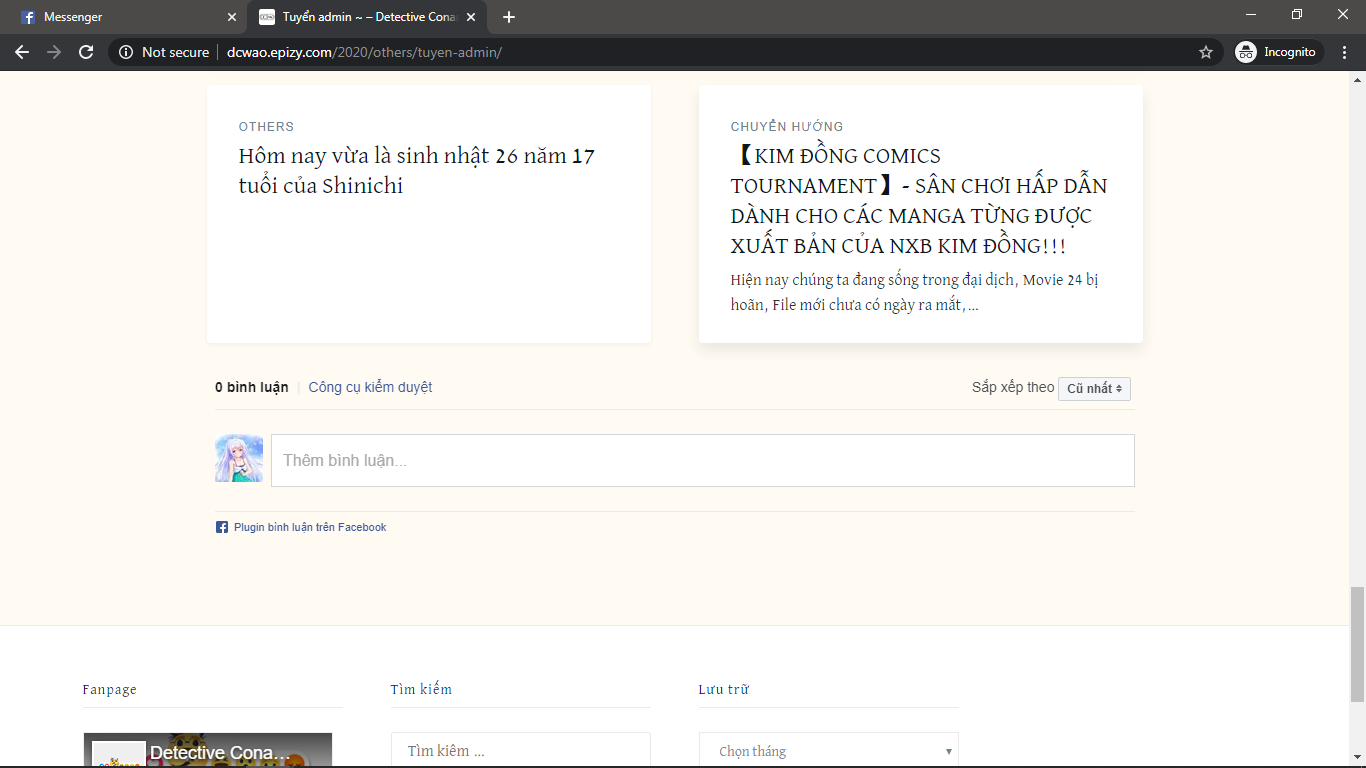 Messenger
Tuyển admin ~ – Detective Cona
Not secure
dcwao.epizy.com/2020/others/tuyen-admin/
Incognito
OTHERS
Hôm nay vừa là sinh nhật 26 năm 17
tuổi của Shinichi
CHUYỂN HƯỚNG
【KIM ĐỒNG COMICS
TOURNAMENT】- SÂN CHƠI HẤP DẪN
DÀNH CHO CÁC MANGA TỪNG ĐƯỢC
XUẤT BẢN CỦA NXB KIM ĐỒNG!!!
Hiện nay chúng ta đang sống trong đại dịch, Movie 24 bị
hoãn, File mới chưa có ngày ra mắt,…
0 bình luận
Công cụ kiểm duyệt
Sắp xếp theo
Cũ nhất
Thêm bình luận...
Plugin bình luận trên Facebook
Fanpage
Tìm kiếm
Lưu trữ
Detective Cona...
Tìm kiếm …
Chọn tháng